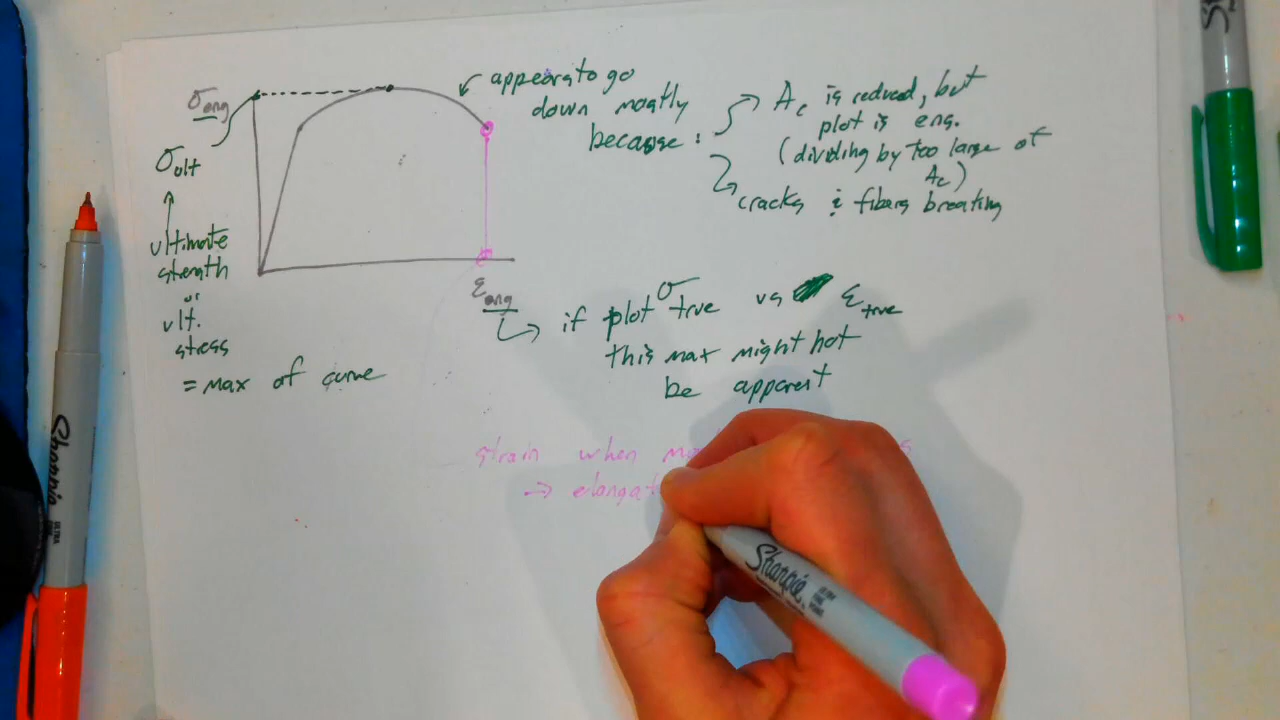 σeng
σult
ultimate
strength
or
ult.
stress
= max of curve
appears to go
down mostly
because:
Ac is reduced, but
plot is eng.
(dividing by too large of
Ac)
cracks & fibers breaking
εeng
if plot σtrue vs εtrue
this max might not
be apparent
strain when
→ elongat
Sharpie
ULTRA FINE
Sharpie
S